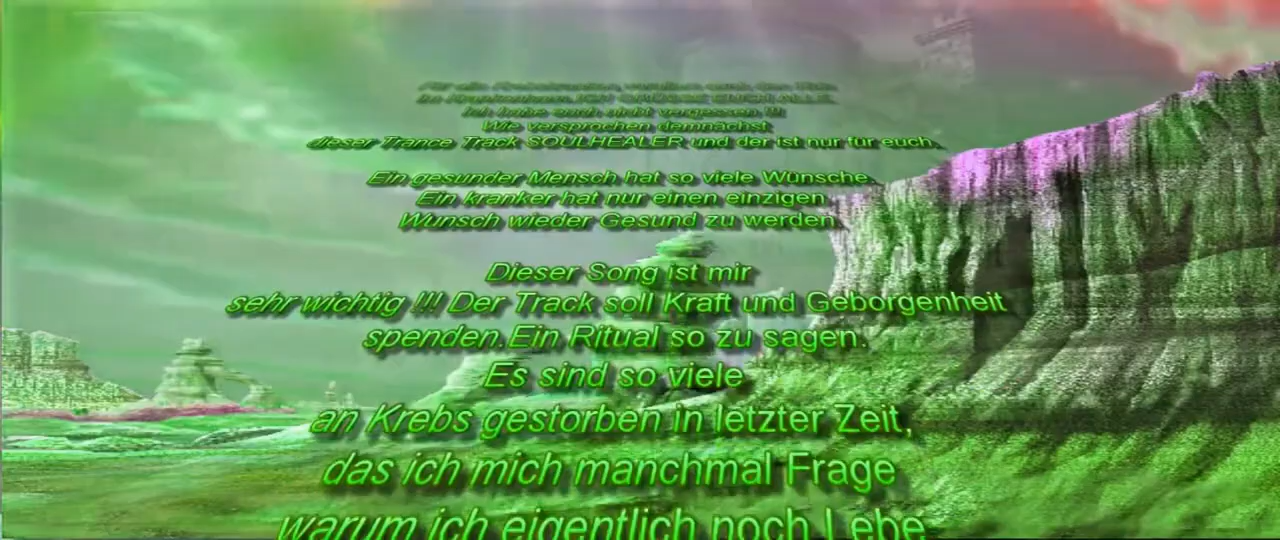 Ich habe euch nicht vergessen !!!
Wie versprochen demnächst
dieser Trance Track SOULHEALER und der ist nur für euch.
Ein gesunder Mensch hat so viele Wünsche.
Ein kranker hat nur einen einzigen
Wunsch wieder Gesund zu werden.
Dieser Song ist mir
sehr wichtig !!! Der Track soll Kraft und Geborgenheit
spenden.Ein Ritual so zu sagen.
Es sind so viele
an Krebs gestorben in letzter Zeit,
das ich mich manchmal Frage
warum ich eigentlich noch Lebe